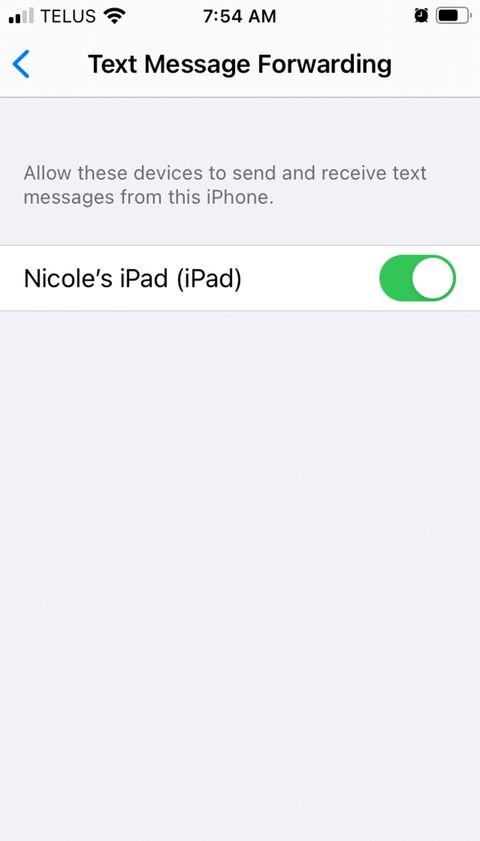 TELUS 7:54 AM
Text Message Forwarding
Allow these devices to send and receive text
messages from this iPhone.
Nicole’s iPad (iPad)